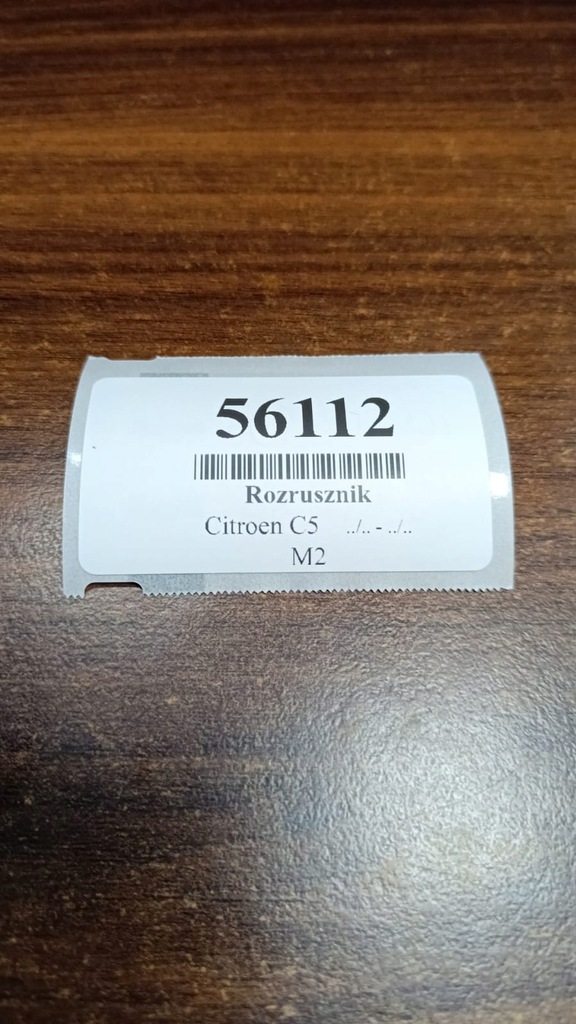 56112
Rozrusznik
Citroen C5 ../.. - ../..
M2